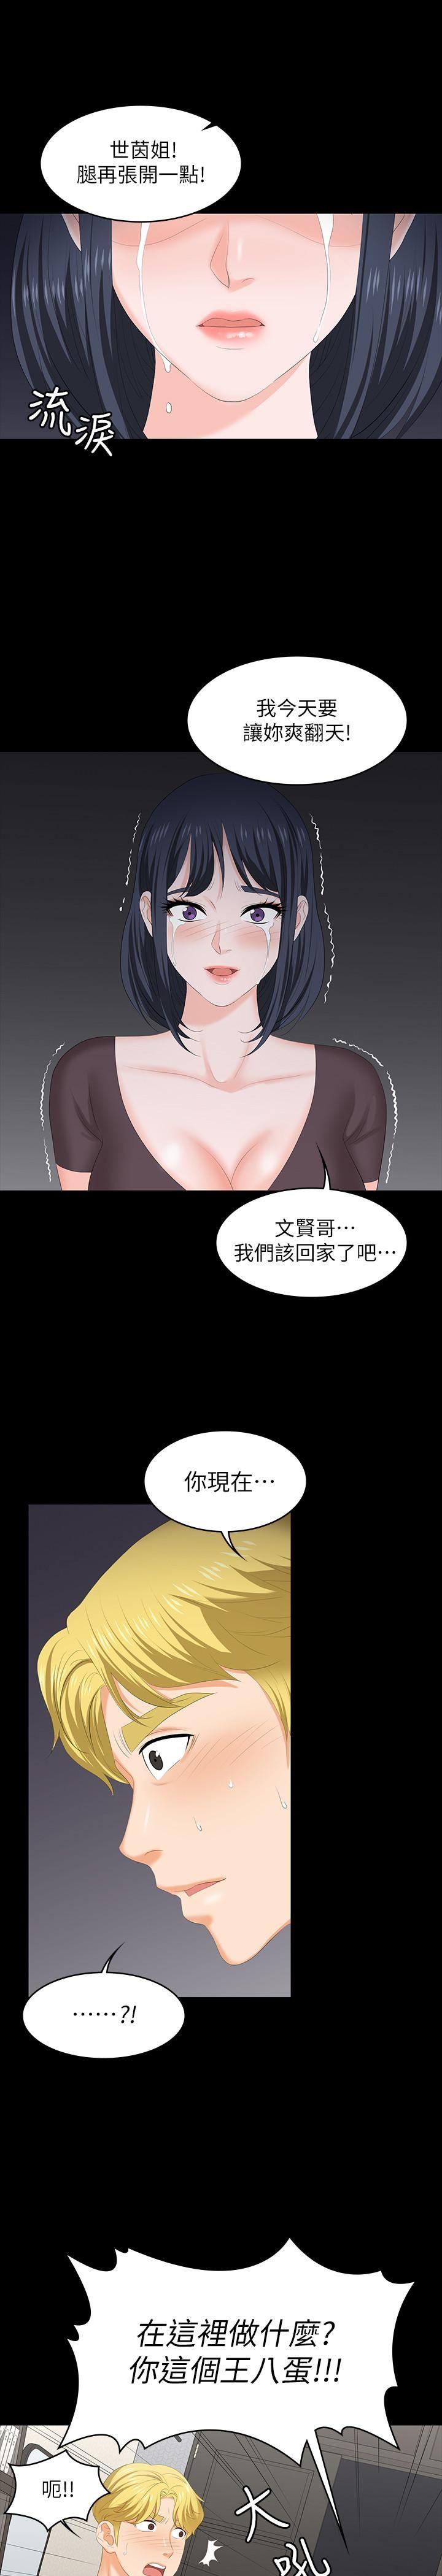 世茵姐!
腿再張開一點!
流淚
我今天要
讓妳爽翻天!
文賢哥⋯
我們該回家了吧⋯
你現在⋯
⋯⋯?!
在這裡做什麼?
你這個王八蛋!!!
呃!!
大吼